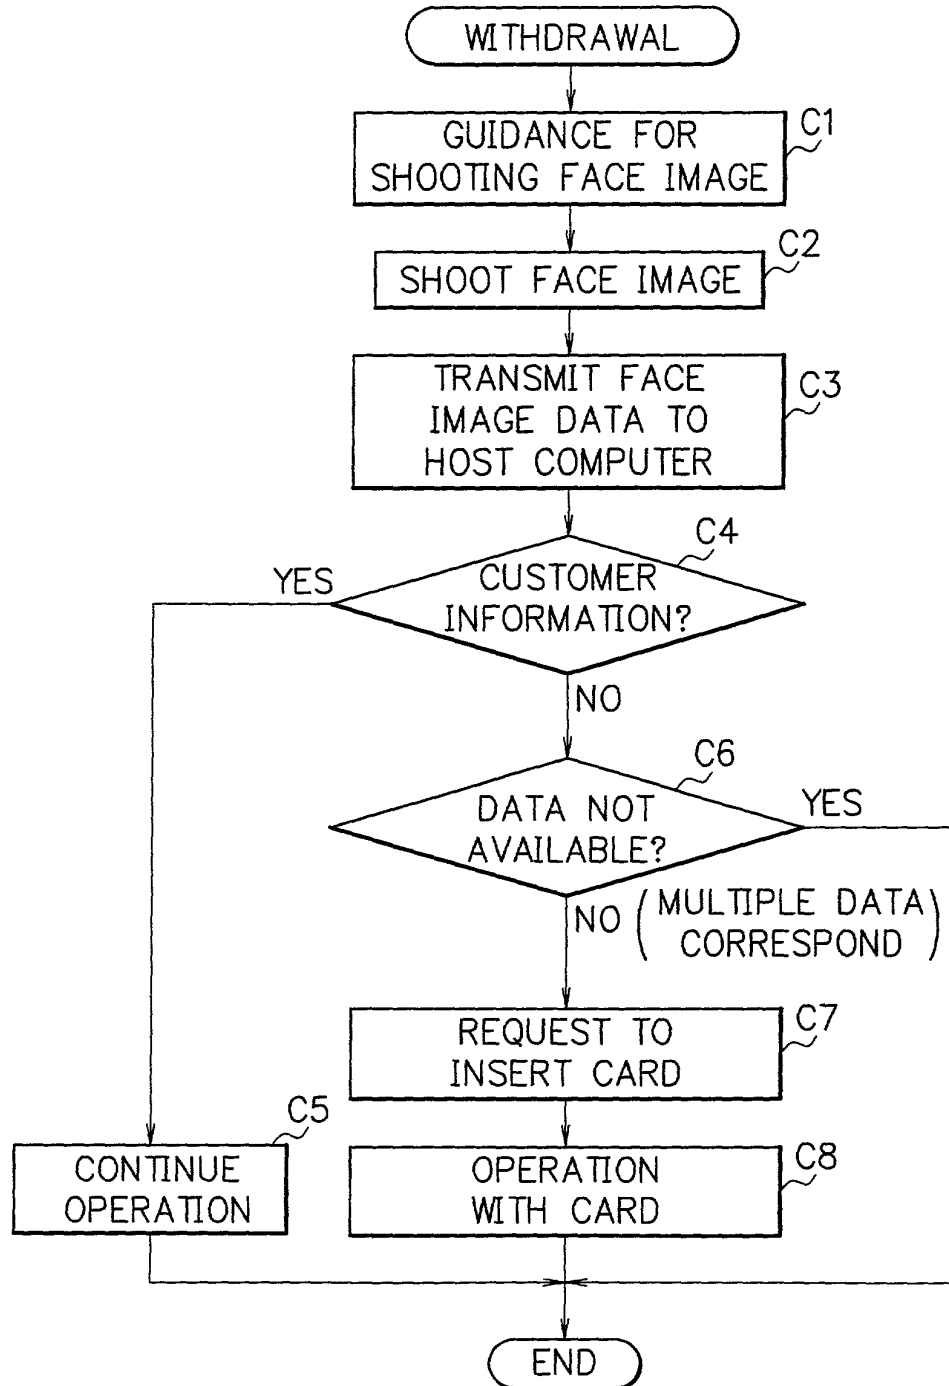 WITHDRAWAL
GUIDANCE FOR
SHOOTING FACE IMAGE
C1
SHOOT FACE IMAGE
C2
TRANSMIT FACE
IMAGE DATA TO
HOST COMPUTER
C3
C4
YES
CUSTOMER
INFORMATION?
NO
C6
DATA NOT
AVAILABLE?
YES
NO
(MULTIPLE DATA
CORRESPOND)
REQUEST TO
INSERT CARD
C7
C5
CONTINUE
OPERATION
OPERATION
WITH CARD
C8
END